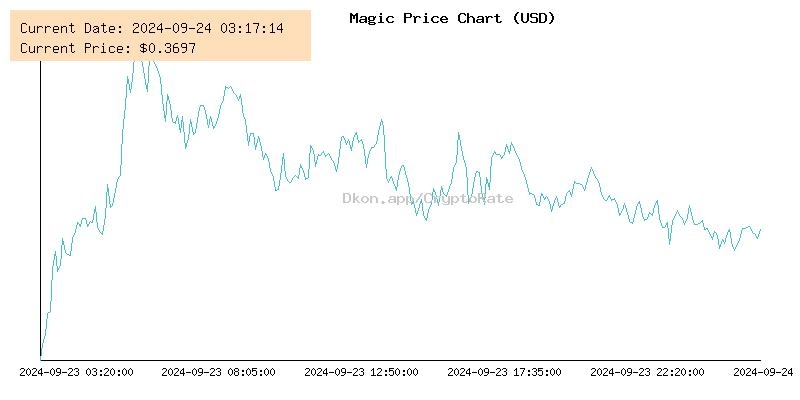 Magic Price Chart (USD)
Current Date: 2024-09-24 03:17:14
Current Price: $0.3697
Dkon.app/CryptoRate
2024-09-23 03:20:00 2024-09-23 08:05:00 2024-09-23 12:50:00 2024-09-23 17:35:00 2024-09-23 22:20:00 2024-09-24